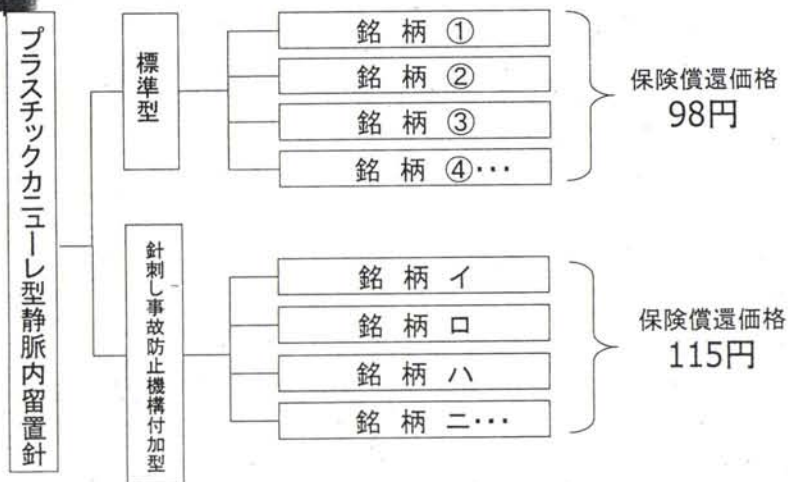 プラスチックカニューレ型静脈内留置針
標準型
銘柄 ①
銘柄 ②
銘柄 ③
銘柄 ④・・・
保険償還価格
98円
針刺し事故防止機構付加型
銘柄 イ
銘柄 ロ
銘柄 ハ
銘柄 ニ・・・
保険償還価格
115円